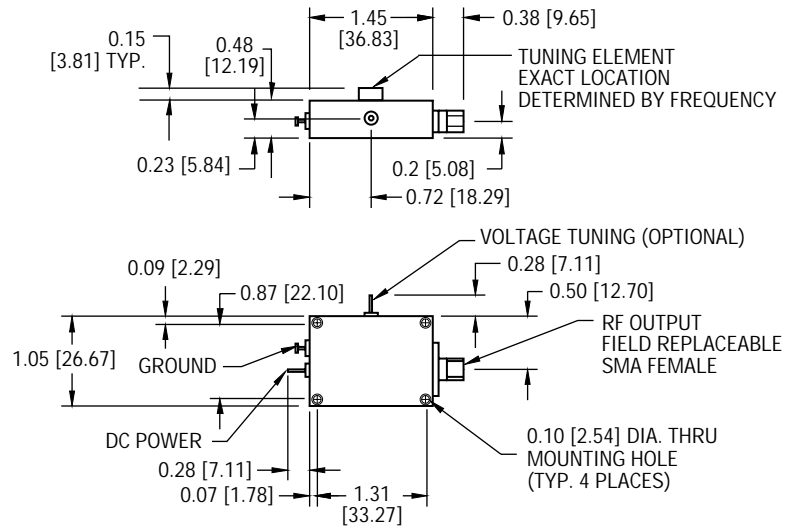 0.15
[3.81] TYP.
0.48
[12.19]
1.45
[36.83]
0.38 [9.65]
TUNING ELEMENT
EXACT LOCATION
DETERMINED BY FREQUENCY
0.23 [5.84]
0.2 [5.08]
0.72 [18.29]
VOLTAGE TUNING (OPTIONAL)
0.28 [7.11]
0.09 [2.29]
0.87 [22.10]
0.50 [12.70]
1.05 [26.67]
GROUND
RF OUTPUT
FIELD REPLACEABLE
SMA FEMALE
DC POWER
0.28 [7.11]
0.07 [1.78]
1.31
[33.27]
0.10 [2.54] DIA. THRU
MOUNTING HOLE
(TYP. 4 PLACES)